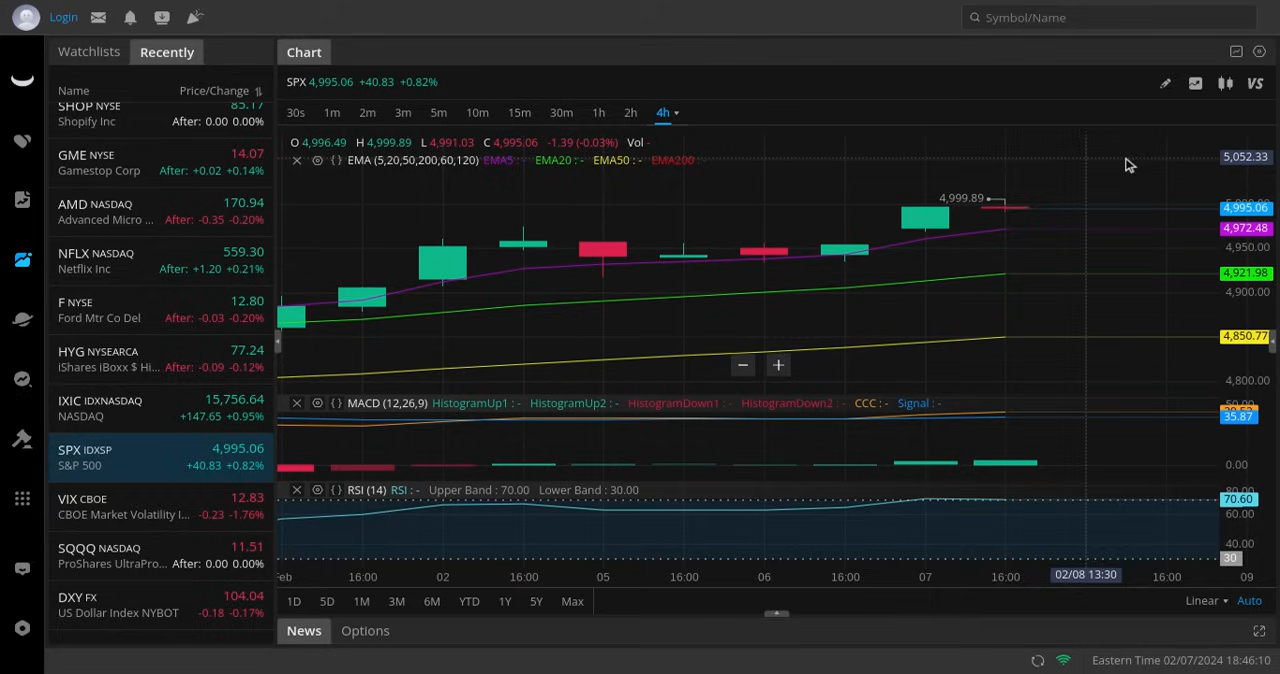 Login
Symbol/Name
Watchlists Recently
Name Price/Change
SHOP NYSE 85.17
Shopify Inc After: 0.00 0.00%
GME NYSE 14.07
Gamestop Corp After: +0.02 +0.14%
AMD NASDAQ 170.94
Advanced Micro ... After: -0.35 -0.20%
NFLX NASDAQ 559.30
Netflix Inc After: +1.20 +0.21%
F NYSE 12.80
Ford Mtr Co Del After: -0.03 -0.20%
HYG NYSEARCA 77.24
iShares iBoxx $ Hi... After: -0.09 -0.12%
IXIC IDXNASDAQ 15,756.64
NASDAQ +147.65 +0.95%
SPX IDXSP 4,995.06
S&P 500 +40.83 +0.82%
VIX CBOE 12.83
CBOE Market Volatility I... -0.23 -1.76%
SQQQ NASDAQ 11.51
ProShares UltraPro... After: 0.00 0.00%
DXY FX 104.04
US Dollar Index NYBOT -0.18 -0.17%
Chart
SPX 4,995.06 +40.83 +0.82%
VS
30s 1m 2m 3m 5m 10m 15m 30m 1h 2h 4h
O 4,996.49 H 4,999.89 L 4,991.03 C 4,995.06 -1.39 (-0.03%) Vol -
EMA (5,20,50,200,60,120) EMA5 : - EMA20 : - EMA50 : - EMA200 : -
5,052.33
4,999.89
4,995.06
4,972.48
4,950.00
4,921.98
4,900.00
4,850.77
4,800.00
MACD (12,26,9) HistogramUp1 : - HistogramUp2 : - HistogramDown1 : - HistogramDown2 : - CCC : - Signal : -
35.87
0.00
RSI (14) RSI : - Upper Band : 70.00 Lower Band : 30.00
70.60
60.00
40.00
30
Feb 16:00 02 16:00 05 16:00 06 16:00 07 16:00 02/08 13:30 16:00 09
1D 5D 1M 3M 6M YTD 1Y 5Y Max
Linear Auto
News Options
Eastern Time 02/07/2024 18:46:10